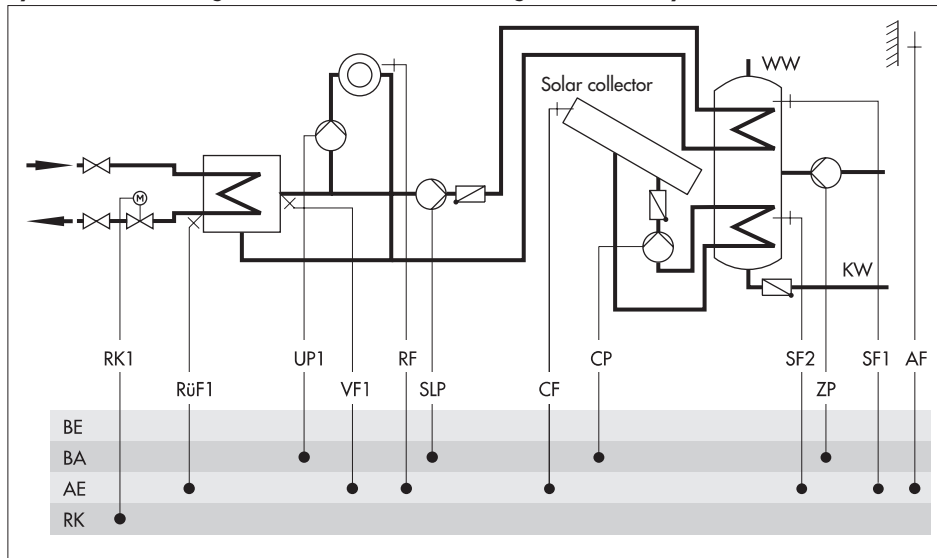 WW
Solar collector
M
KW
RK1
UP1
RF
CP
SF2
SF1
AF
RüF1
VF1
SLP
CF
ZP
BE
BA
AE
RK